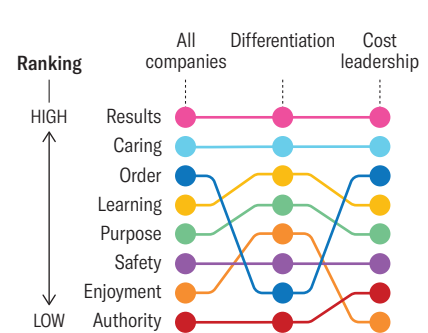 All
companies
Differentiation
Cost
leadership
Ranking
HIGH
Results
Caring
Order
Learning
Purpose
Safety
Enjoyment
LOW
Authority